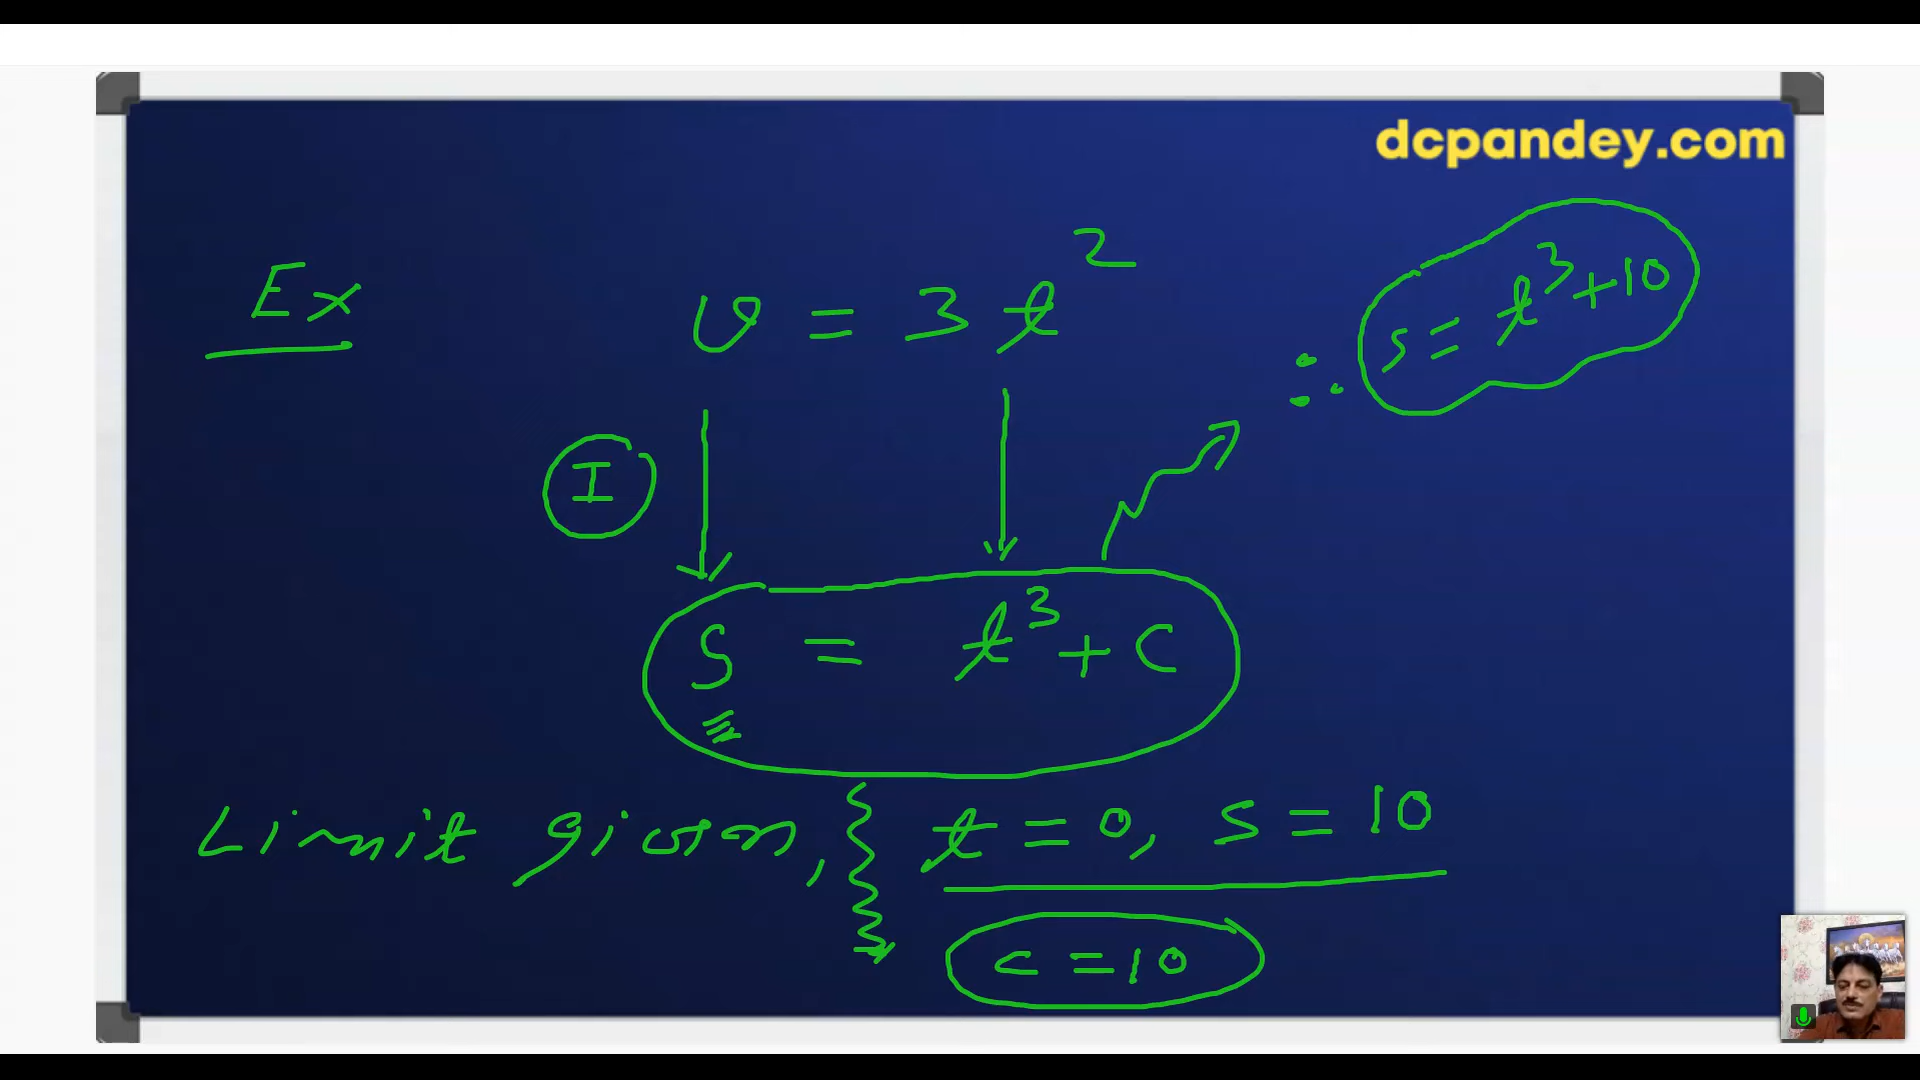 dcpandey.com
Ex
v = 3t²
∴ s = t³+10
I
S = t³ + C
Limit given, t = 0, s = 10
c = 10